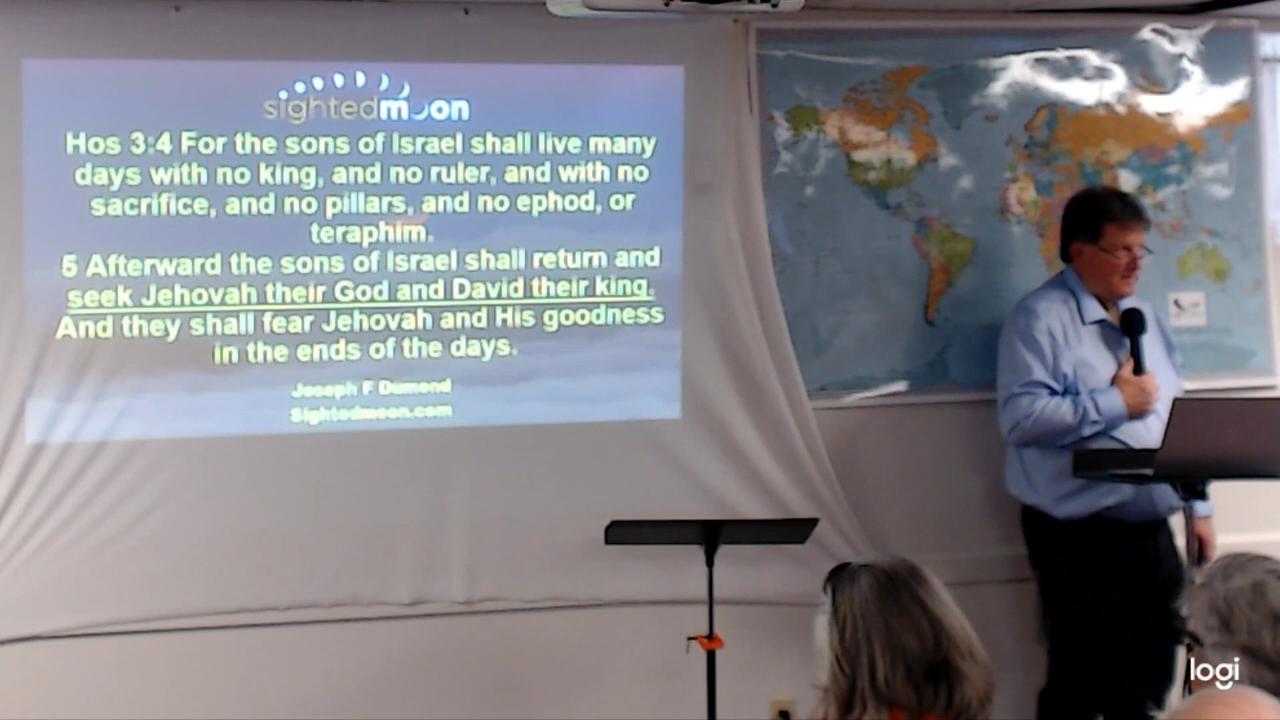 sightedmoon
Hos 3:4 For the sons of Israel shall live many
days with no king, and no ruler, and with no
sacrifice, and no pillars, and no ephod, or
teraphim.
5 Afterward the sons of Israel shall return and
seek Jehovah their God and David their king.
And they shall fear Jehovah and His goodness
in the ends of the days.
Joseph F Dumond
Sightedmoon.com
logi